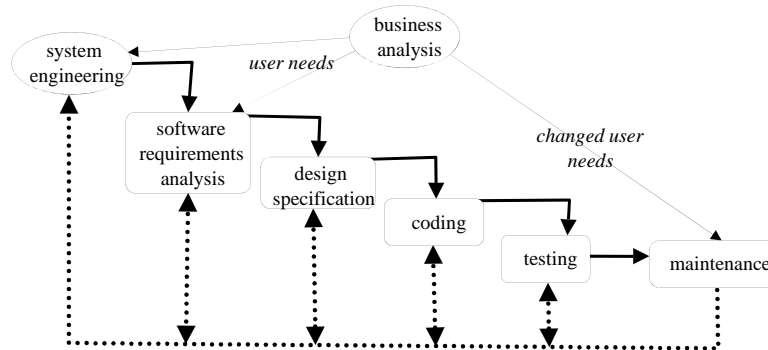 business
analysis
system
engineering
user needs
software
requirements
analysis
changed user
needs
design
specification
coding
testing
maintenance